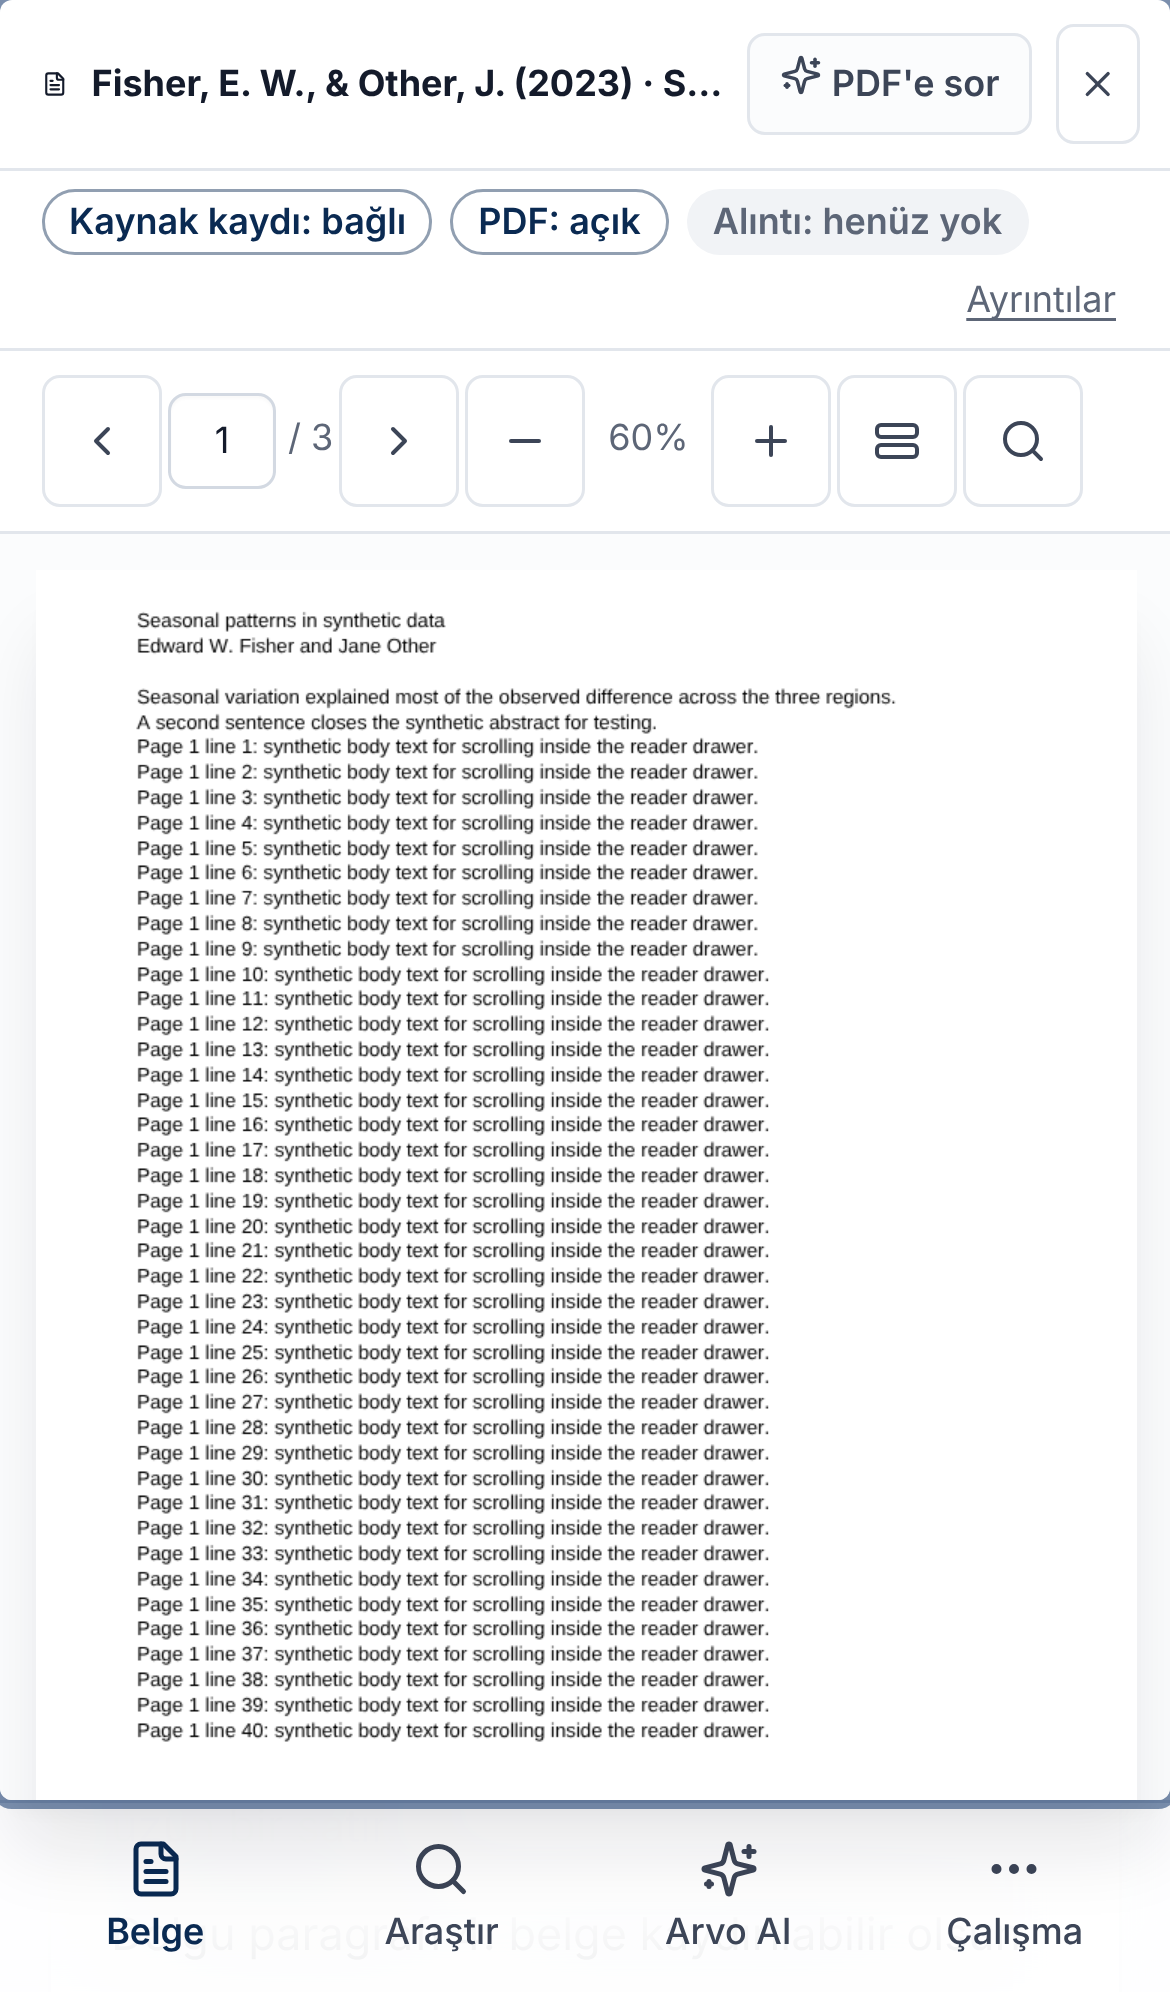 Fisher, E. W., & Other, J. (2023) · S...
PDF'e sor
Kaynak kaydı: bağlı
PDF: açık
Alıntı: henüz yok
Ayrıntılar
1 / 3
60%
Seasonal patterns in synthetic data
Edward W. Fisher and Jane Other
Seasonal variation explained most of the observed difference across the three regions.
A second sentence closes the synthetic abstract for testing.
Page 1 line 1: synthetic body text for scrolling inside the reader drawer.
Page 1 line 2: synthetic body text for scrolling inside the reader drawer.
Page 1 line 3: synthetic body text for scrolling inside the reader drawer.
Page 1 line 4: synthetic body text for scrolling inside the reader drawer.
Page 1 line 5: synthetic body text for scrolling inside the reader drawer.
Page 1 line 6: synthetic body text for scrolling inside the reader drawer.
Page 1 line 7: synthetic body text for scrolling inside the reader drawer.
Page 1 line 8: synthetic body text for scrolling inside the reader drawer.
Page 1 line 9: synthetic body text for scrolling inside the reader drawer.
Page 1 line 10: synthetic body text for scrolling inside the reader drawer.
Page 1 line 11: synthetic body text for scrolling inside the reader drawer.
Page 1 line 12: synthetic body text for scrolling inside the reader drawer.
Page 1 line 13: synthetic body text for scrolling inside the reader drawer.
Page 1 line 14: synthetic body text for scrolling inside the reader drawer.
Page 1 line 15: synthetic body text for scrolling inside the reader drawer.
Page 1 line 16: synthetic body text for scrolling inside the reader drawer.
Page 1 line 17: synthetic body text for scrolling inside the reader drawer.
Page 1 line 18: synthetic body text for scrolling inside the reader drawer.
Page 1 line 19: synthetic body text for scrolling inside the reader drawer.
Page 1 line 20: synthetic body text for scrolling inside the reader drawer.
Page 1 line 21: synthetic body text for scrolling inside the reader drawer.
Page 1 line 22: synthetic body text for scrolling inside the reader drawer.
Page 1 line 23: synthetic body text for scrolling inside the reader drawer.
Page 1 line 24: synthetic body text for scrolling inside the reader drawer.
Page 1 line 25: synthetic body text for scrolling inside the reader drawer.
Page 1 line 26: synthetic body text for scrolling inside the reader drawer.
Page 1 line 27: synthetic body text for scrolling inside the reader drawer.
Page 1 line 28: synthetic body text for scrolling inside the reader drawer.
Page 1 line 29: synthetic body text for scrolling inside the reader drawer.
Page 1 line 30: synthetic body text for scrolling inside the reader drawer.
Page 1 line 31: synthetic body text for scrolling inside the reader drawer.
Page 1 line 32: synthetic body text for scrolling inside the reader drawer.
Page 1 line 33: synthetic body text for scrolling inside the reader drawer.
Page 1 line 34: synthetic body text for scrolling inside the reader drawer.
Page 1 line 35: synthetic body text for scrolling inside the reader drawer.
Page 1 line 36: synthetic body text for scrolling inside the reader drawer.
Page 1 line 37: synthetic body text for scrolling inside the reader drawer.
Page 1 line 38: synthetic body text for scrolling inside the reader drawer.
Page 1 line 39: synthetic body text for scrolling inside the reader drawer.
Page 1 line 40: synthetic body text for scrolling inside the reader drawer.
Belge
Araştır
Arvo AI
Çalışma